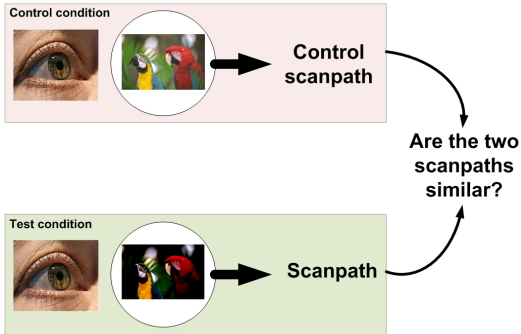 Control condition
Control
scanpath
Are the two
scanpaths
similar?
Test condition
Scanpath